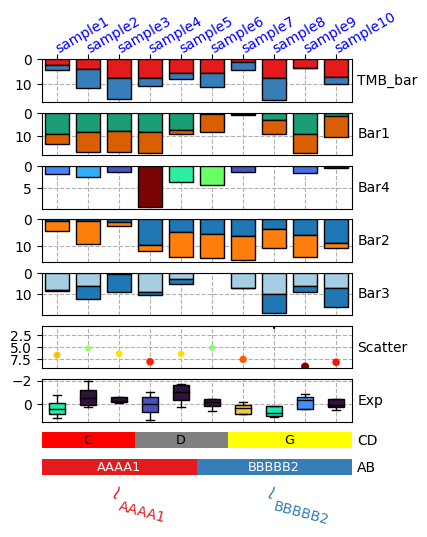 sample1 sample2 sample3 sample4 sample5 sample6 sample7 sample8 sample9 sample10
0
10
TMB_bar
0
10
Bar1
0
5
Bar4
0
10
Bar2
0
10
Bar3
2.5
5.0
7.5
Scatter
−2
0
Exp
C D G CD
AAAA1 BBBBB2 AB
AAAA1 BBBBB2